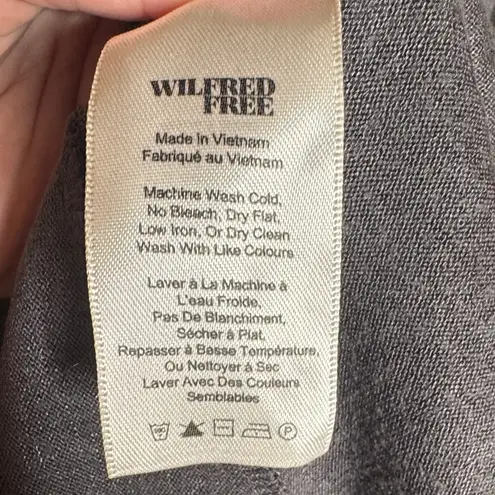 WILFRED
FREE
Made in Vietnam
Fabriqué au Vietnam
Machine Wash Cold,
No Bleach, Dry Flat,
Low Iron, Or Dry Clean
Wash With Like Colours
Laver à La Machine à
L'eau Froide,
Pas De Blanchiment,
Sécher à Plat,
Repasser à Basse Température,
Ou Nettoyer à Sec
Laver Avec Des Couleurs
Semblables
P